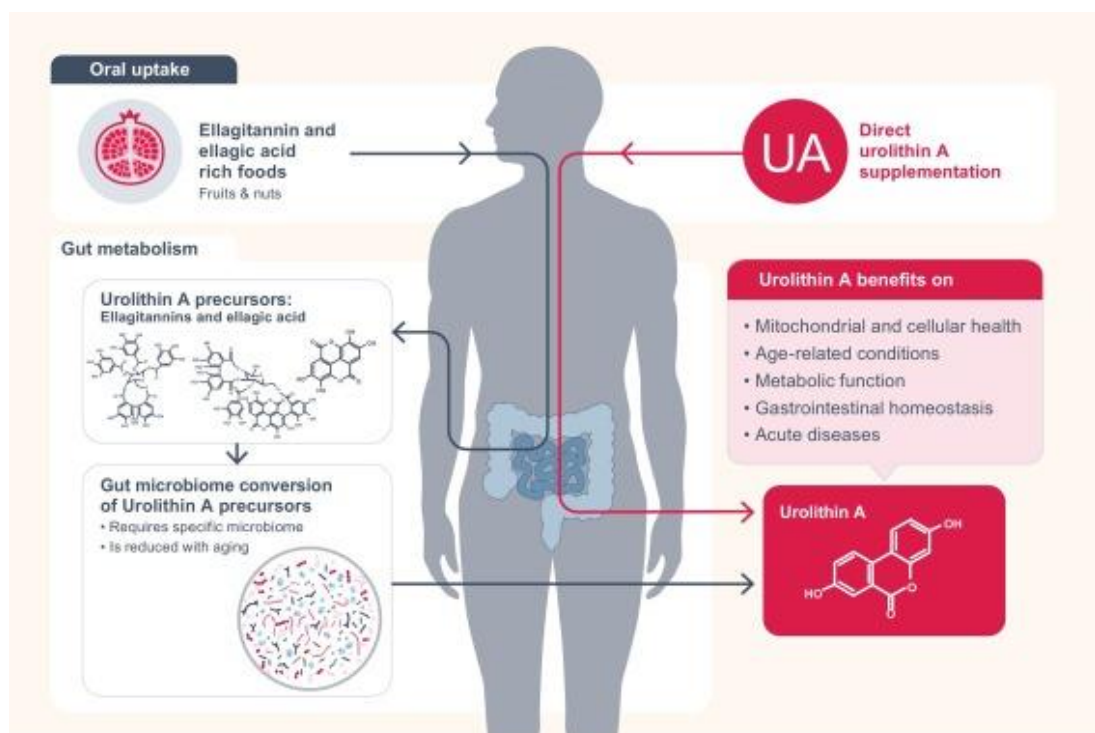 Oral uptake
Ellagitannin and
ellagic acid
rich foods
Fruits & nuts
UA
Direct
urolithin A
supplementation
Gut metabolism
Urolithin A precursors:
Ellagitannins and ellagic acid
Gut microbiome conversion
of Urolithin A precursors
• Requires specific microbiome
• Is reduced with aging
Urolithin A benefits on
• Mitochondrial and cellular health
• Age-related conditions
• Metabolic function
• Gastrointestinal homeostasis
• Acute diseases
Urolithin A
OH
HO
O
O